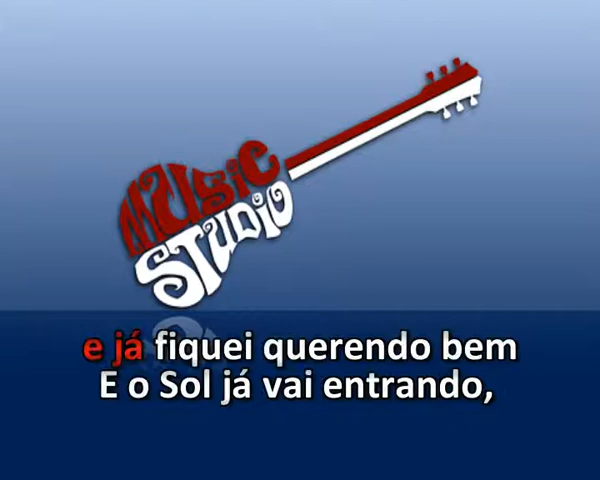 MUSIC
STUDIO
e já fiquei querendo bem
E o Sol já vai entrando,